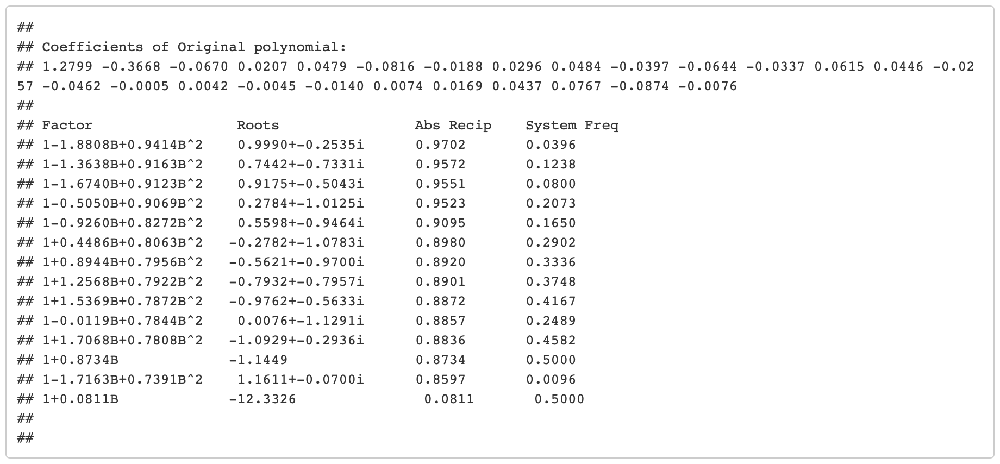 ##
## Coefficients of Original polynomial:
## 1.2799 -0.3668 -0.0670 0.0207 0.0479 -0.0816 -0.0188 0.0296 0.0484 -0.0397 -0.0644 -0.0337 0.0615 0.0446 -0.02
57 -0.0462 -0.0005 0.0042 -0.0045 -0.0140 0.0074 0.0169 0.0437 0.0767 -0.0874 -0.0076
##
## Factor                 Roots                Abs Recip    System Freq
## 1-1.8808B+0.9414B^2    0.9990+-0.2535i      0.9702       0.0396
## 1-1.3638B+0.9163B^2    0.7442+-0.7331i      0.9572       0.1238
## 1-1.6740B+0.9123B^2    0.9175+-0.5043i      0.9551       0.0800
## 1-0.5050B+0.9069B^2    0.2784+-1.0125i      0.9523       0.2073
## 1-0.9260B+0.8272B^2    0.5598+-0.9464i      0.9095       0.1650
## 1+0.4486B+0.8063B^2   -0.2782+-1.0783i      0.8980       0.2902
## 1+0.8944B+0.7956B^2   -0.5621+-0.9700i      0.8920       0.3336
## 1+1.2568B+0.7922B^2   -0.7932+-0.7957i      0.8901       0.3748
## 1+1.5369B+0.7872B^2   -0.9762+-0.5633i      0.8872       0.4167
## 1-0.0119B+0.7844B^2    0.0076+-1.1291i      0.8857       0.2489
## 1+1.7068B+0.7808B^2   -1.0929+-0.2936i      0.8836       0.4582
## 1+0.8734B             -1.1449               0.8734       0.5000
## 1-1.7163B+0.7391B^2    1.1611+-0.0700i      0.8597       0.0096
## 1+0.0811B             -12.3326               0.0811       0.5000
##
##